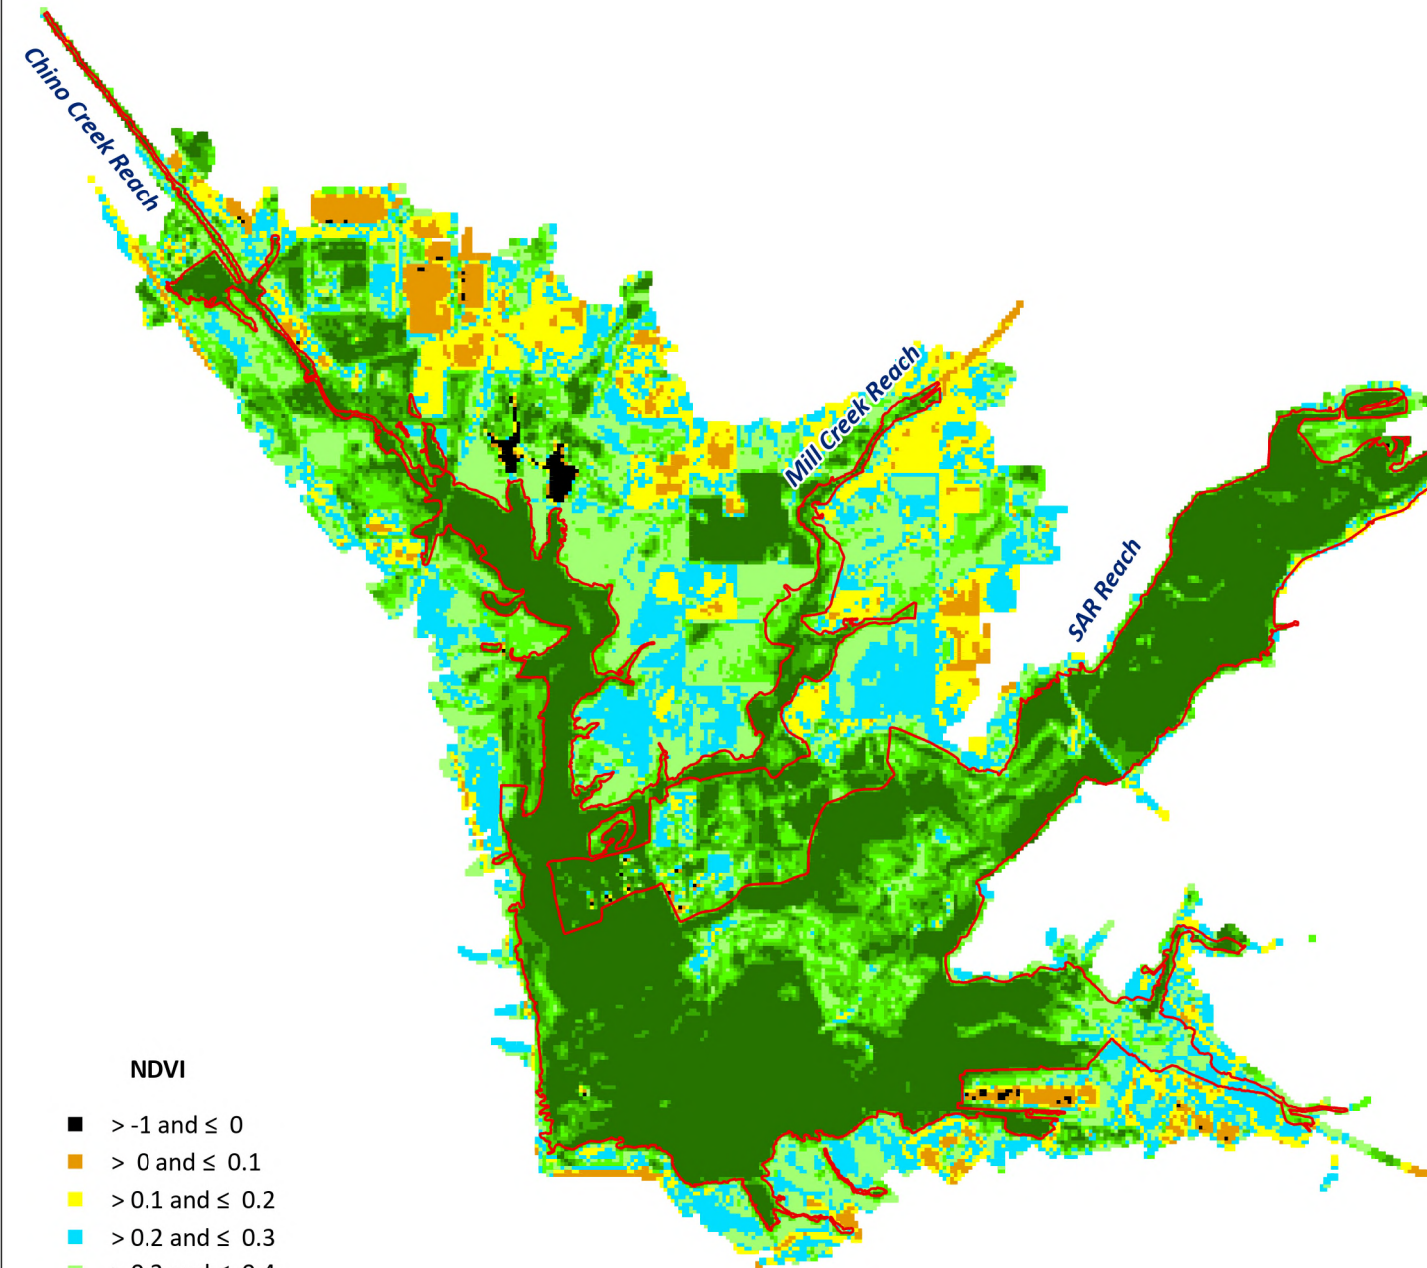 Chino Creek Reach
Mill Creek Reach
SAR Reach
NDVI
> -1 and ≤ 0
> 0 and ≤ 0.1
> 0.1 and ≤ 0.2
> 0.2 and ≤ 0.3